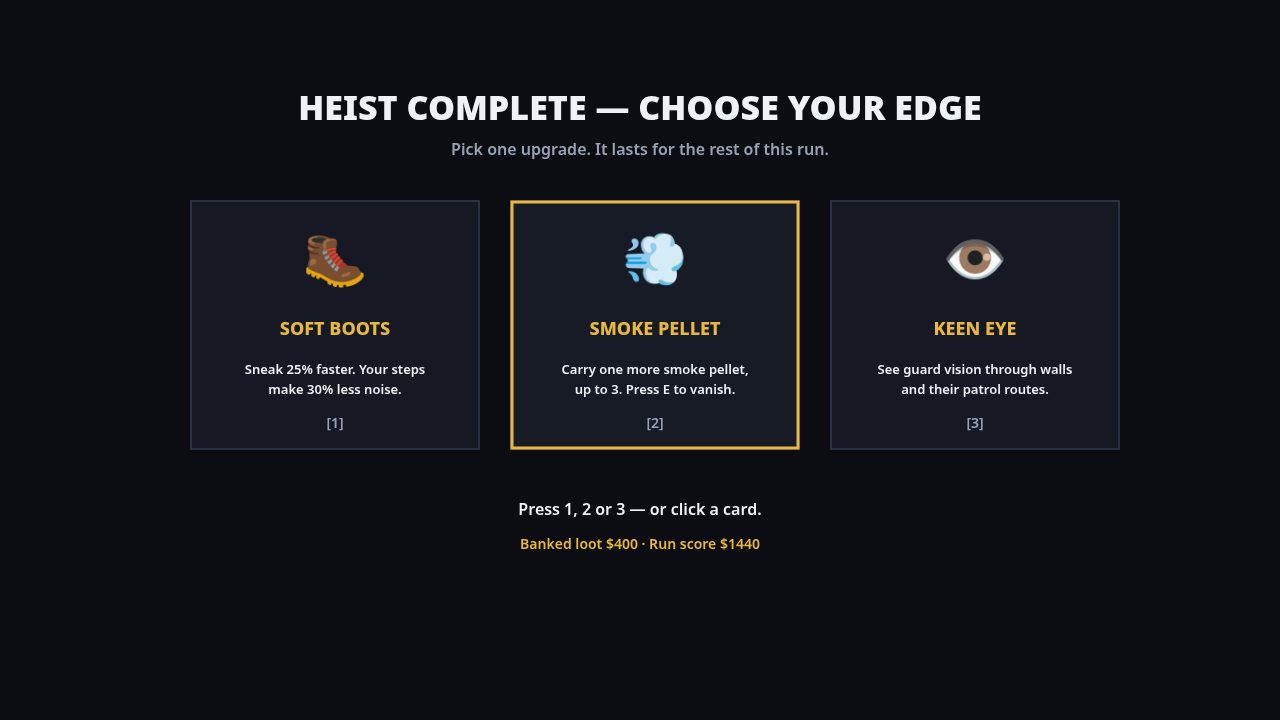 HEIST COMPLETE — CHOOSE YOUR EDGE
Pick one upgrade. It lasts for the rest of this run.
SOFT BOOTS
Sneak 25% faster. Your steps
make 30% less noise.
[1]
SMOKE PELLET
Carry one more smoke pellet,
up to 3. Press E to vanish.
[2]
KEEN EYE
See guard vision through walls
and their patrol routes.
[3]
Press 1, 2 or 3 — or click a card.
Banked loot $400 · Run score $1440